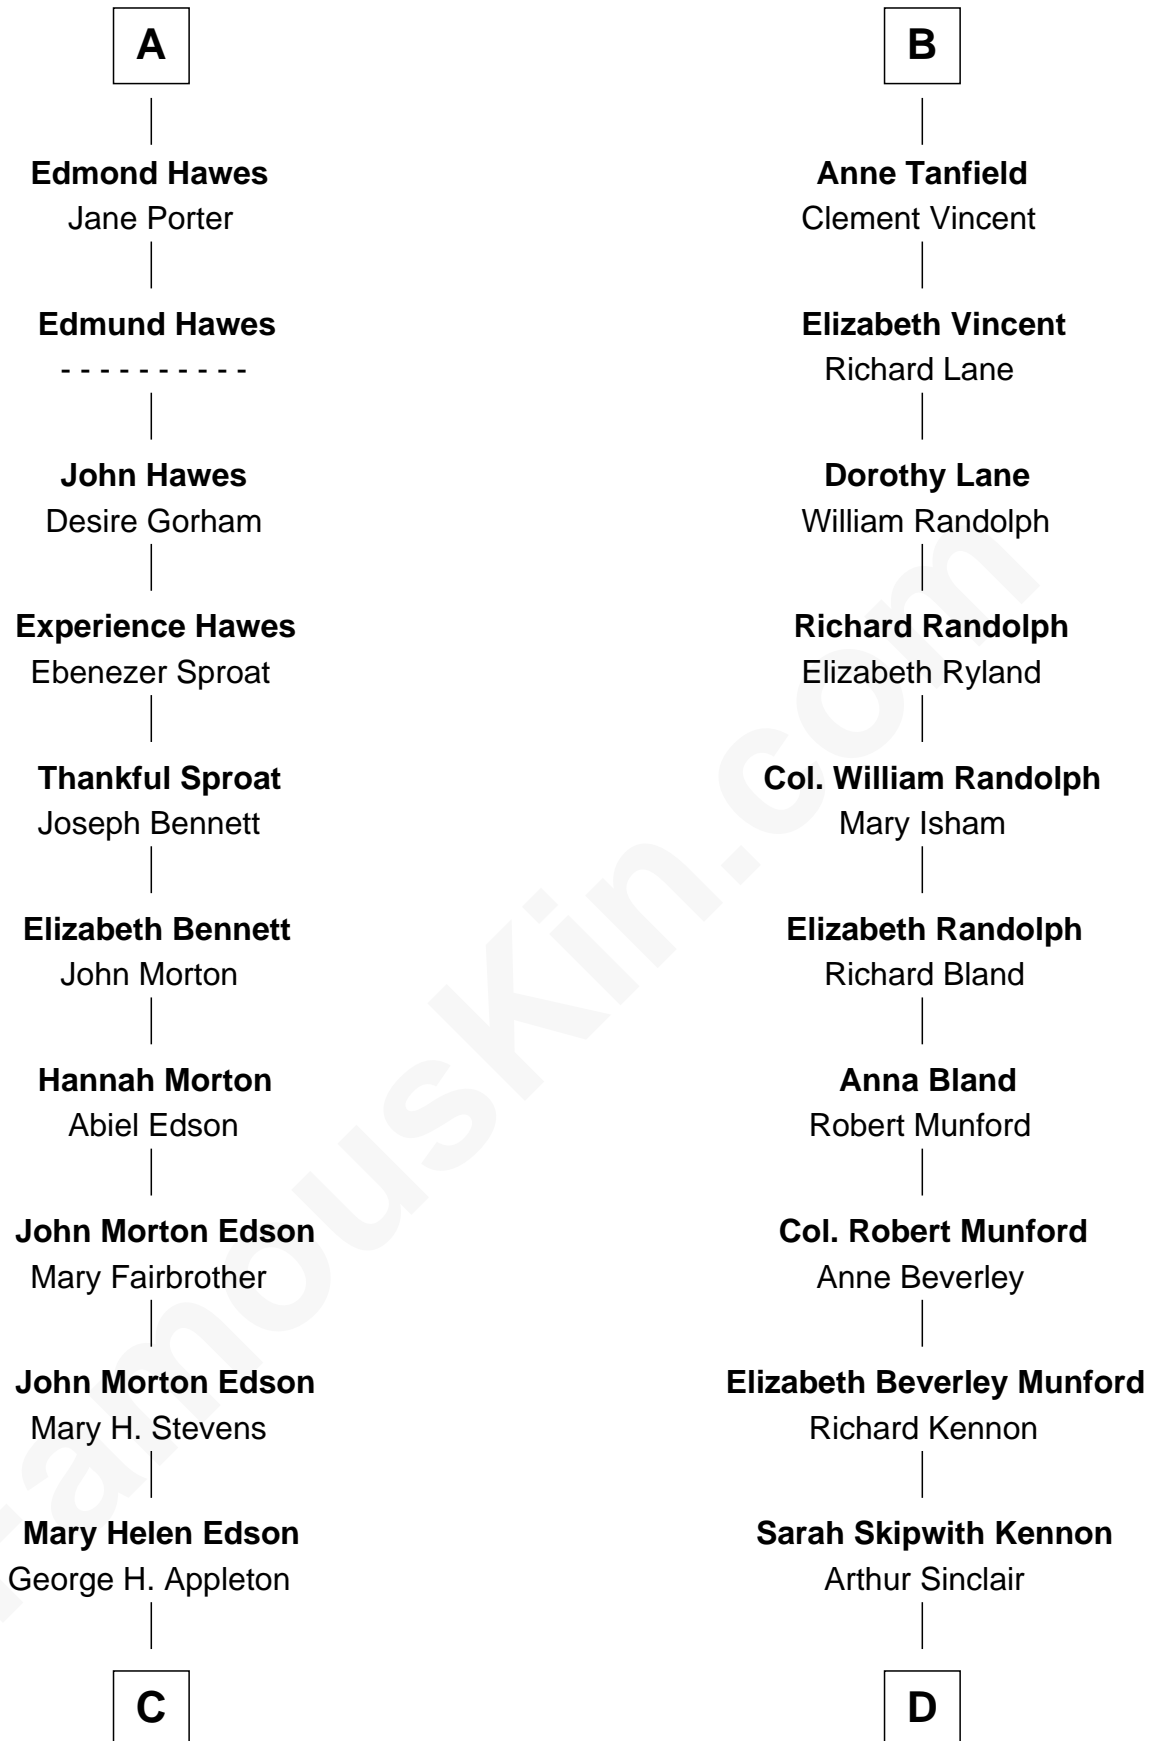 A
Edmond Hawes
Jane Porter
Edmund Hawes
- - - - - - - - - -
John Hawes
Desire Gorham
Experience Hawes
Ebenezer Sproat
Thankful Sproat
Joseph Bennett
Elizabeth Bennett
John Morton
Hannah Morton
Abiel Edson
John Morton Edson
Mary Fairbrother
John Morton Edson
Mary H. Stevens
Mary Helen Edson
George H. Appleton
C
B
Anne Tanfield
Clement Vincent
Elizabeth Vincent
Richard Lane
Dorothy Lane
William Randolph
Richard Randolph
Elizabeth Ryland
Col. William Randolph
Mary Isham
Elizabeth Randolph
Richard Bland
Anna Bland
Robert Munford
Col. Robert Munford
Anne Beverley
Elizabeth Beverley Munford
Richard Kennon
Sarah Skipwith Kennon
Arthur Sinclair
D
FamousKin.com